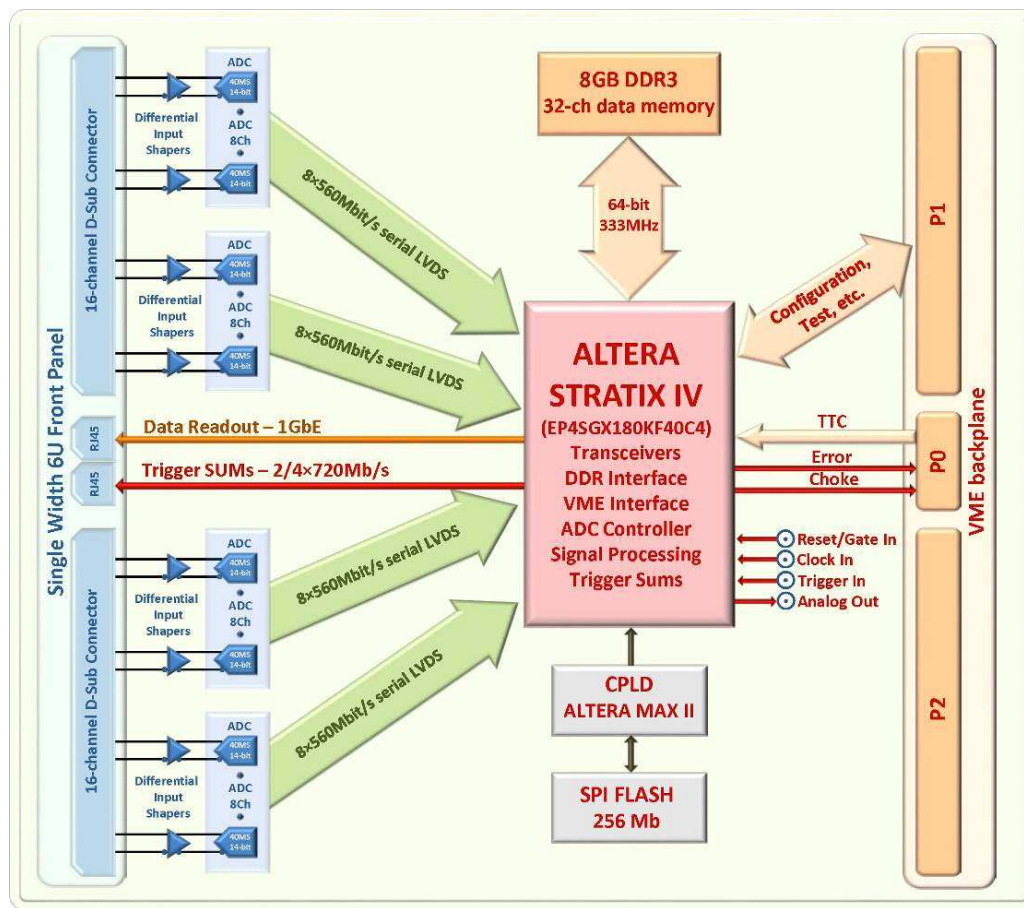 Single Width 6U Front Panel
16-channel D-Sub Connector
Differential
Input
Shapers
ADC
40MS
14-bit
ADC
8Ch
40MS
14-bit
8×560Mbit/s serial LVDS
Differential
Input
Shapers
ADC
40MS
14-bit
ADC
8Ch
40MS
14-bit
8×560Mbit/s serial LVDS
RJ45
Data Readout – 1GbE
RJ45
Trigger SUMs – 2/4×720Mb/s
16-channel D-Sub Connector
Differential
Input
Shapers
ADC
40MS
14-bit
ADC
8Ch
40MS
14-bit
8×560Mbit/s serial LVDS
Differential
Input
Shapers
ADC
40MS
14-bit
ADC
8Ch
40MS
14-bit
8×560Mbit/s serial LVDS
8GB DDR3
32-ch data memory
64-bit
333MHz
ALTERA
STRATIX IV
(EP4SGX180KF40C4)
Transceivers
DDR Interface
VME Interface
ADC Controller
Signal Processing
Trigger Sums
CPLD
ALTERA MAX II
SPI FLASH
256 Mb
Configuration,
Test, etc.
TTC
Error
Choke
Reset/Gate In
Clock In
Trigger In
Analog Out
P1
P0
P2
VME backplane